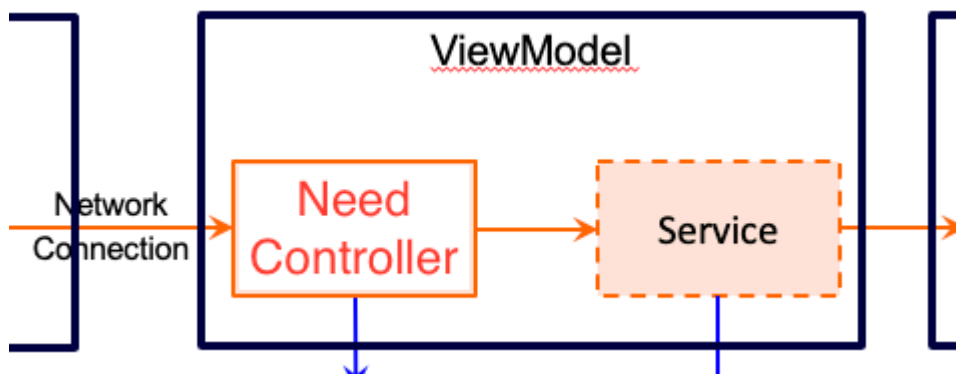 ViewModel
Network
Connection
Need
Controller
Service